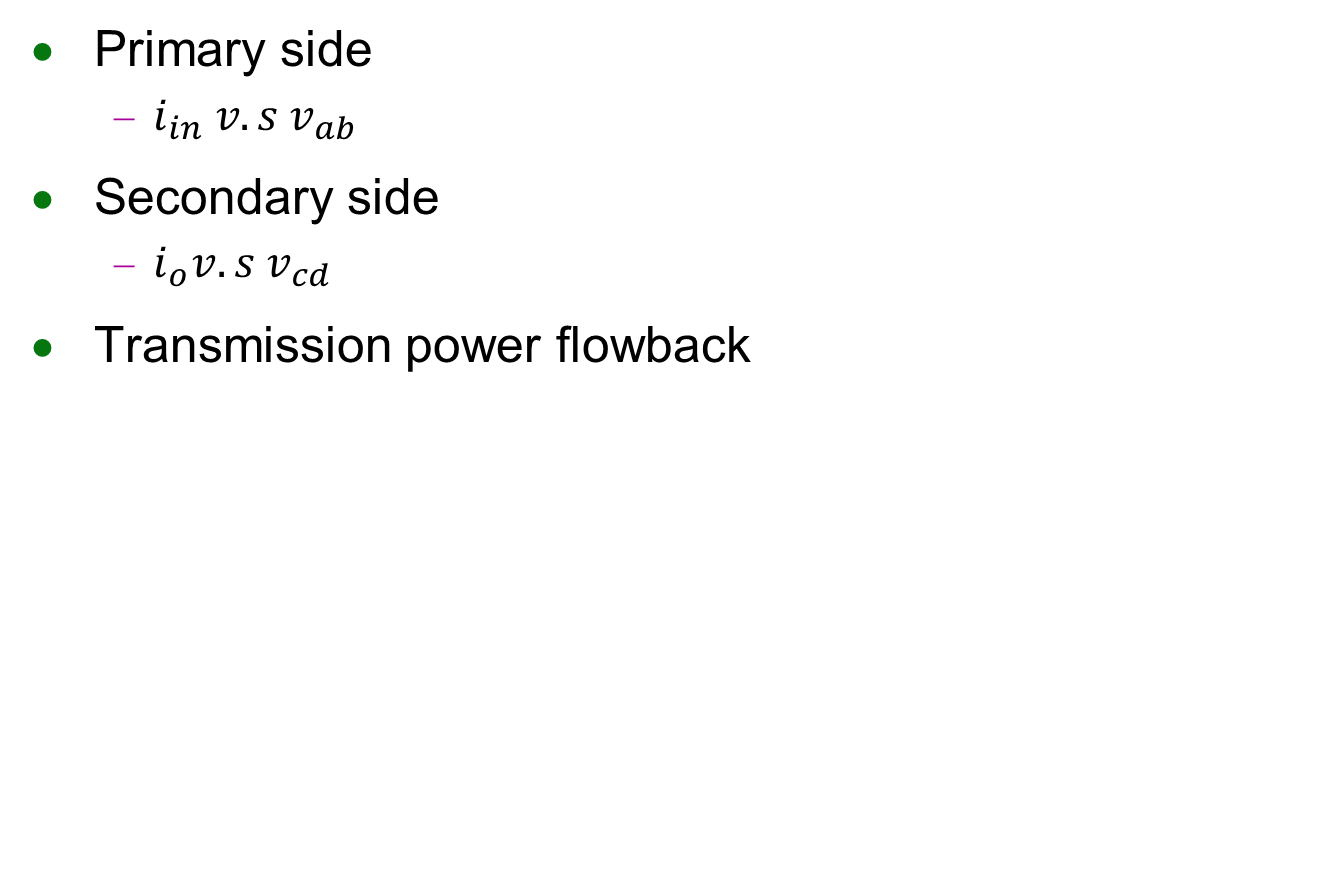 • Primary side
– i_in v.s v_ab
• Secondary side
– i_o v.s v_cd
• Transmission power flowback